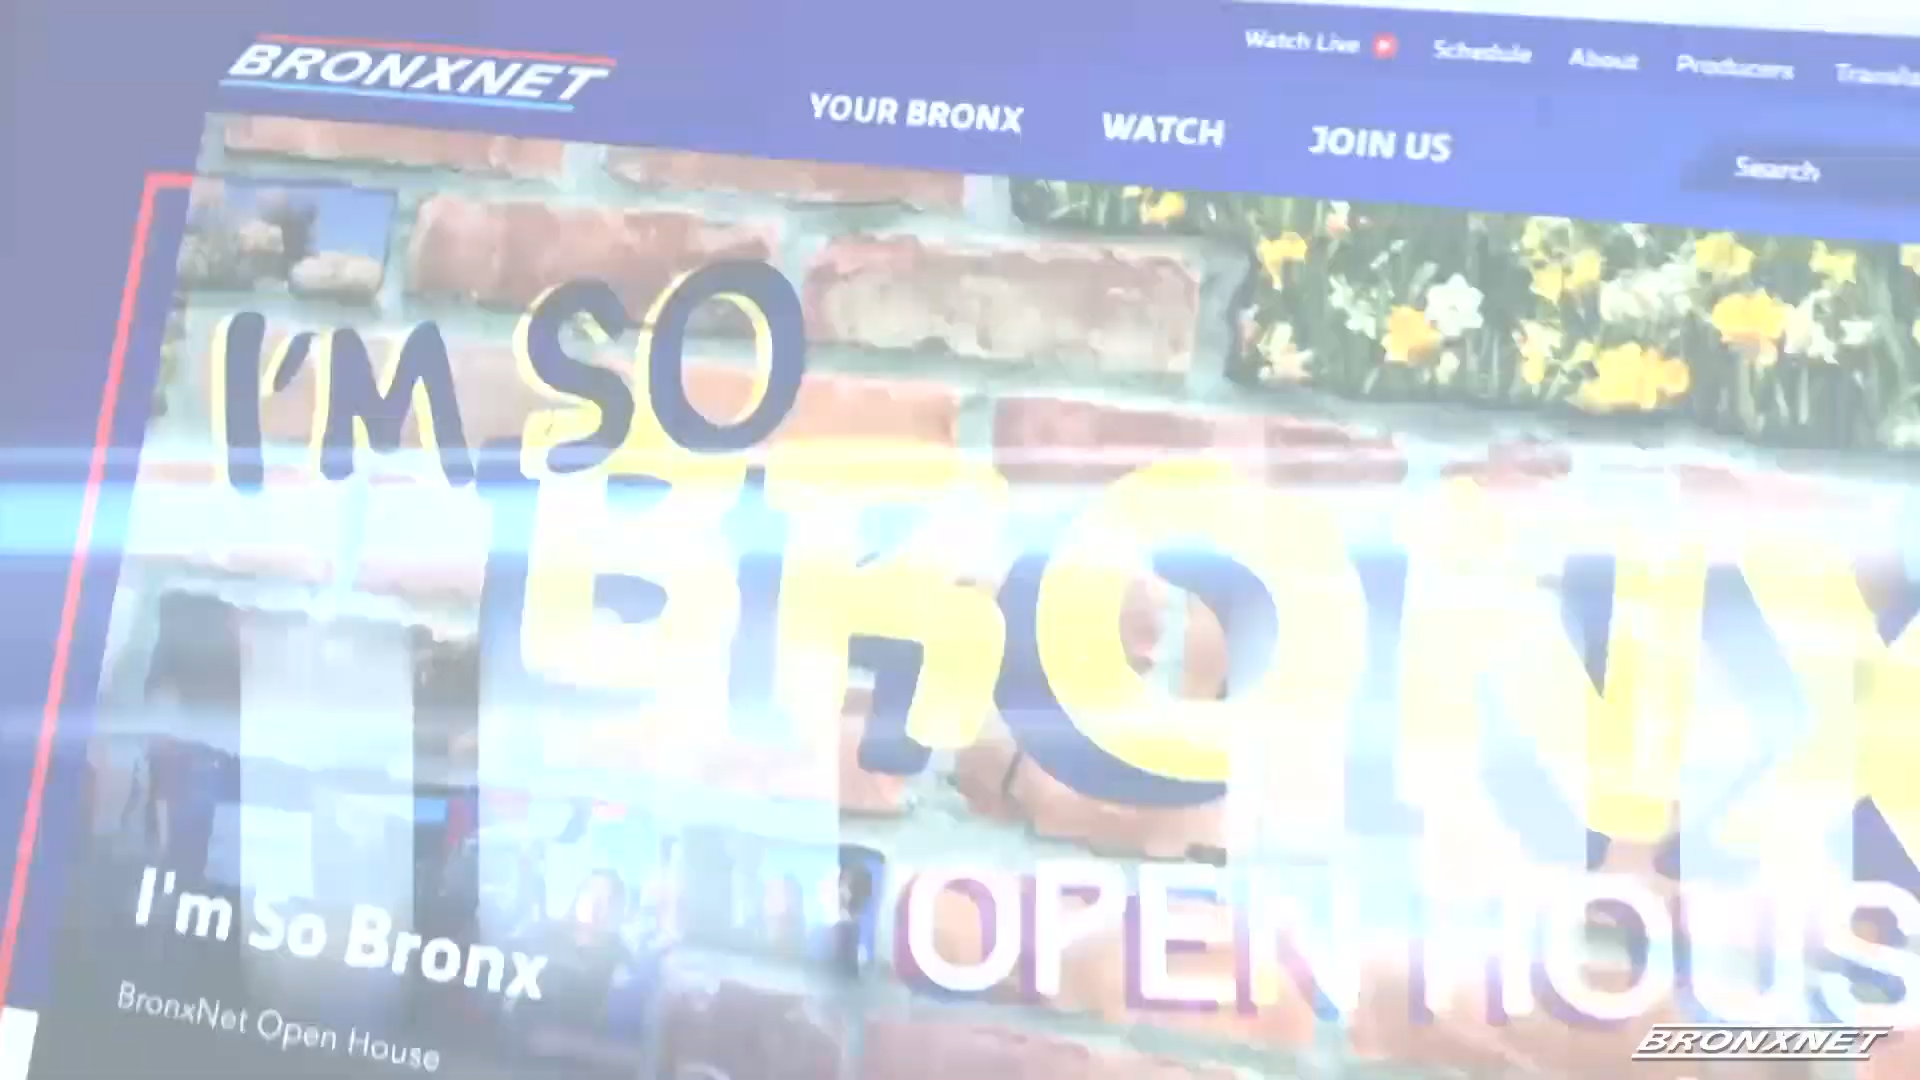 BRONXNET
Watch Live
Schedule
About
Producers
YOUR BRONX
WATCH
JOIN US
Search
I'M SO
BRONX
OPEN HOUS
I'm So Bronx
BronxNet Open House
BRONXNET